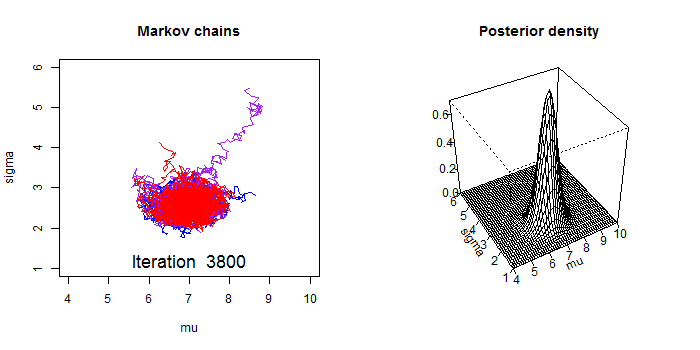 Markov chains
sigma
6
5
4
3
2
1
Iteration 3800
4 5 6 7 8 9 10
mu
Posterior density
0.6
0.4
0.2
0.0
6
5
4
3
2
1
sigma
4 5 6 7 8 9 10
mu